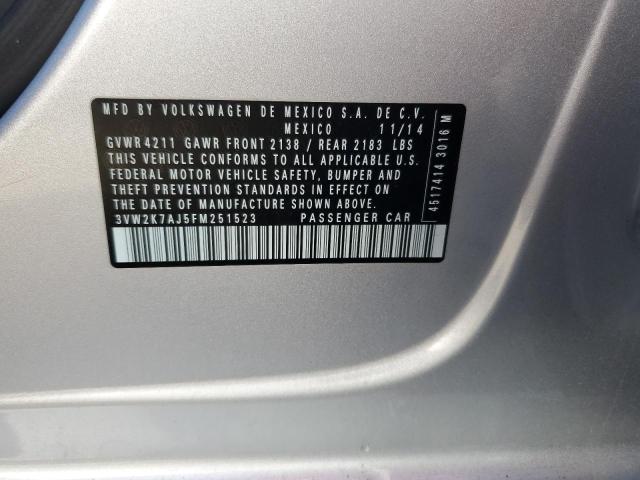 MFD BY VOLKSWAGEN DE MEXICO S.A. DE C.V.
MEXICO 11/14
GVWR 4211 GAWR FRONT 2138 / REAR 2183 LBS
THIS VEHICLE CONFORMS TO ALL APPLICABLE U.S.
FEDERAL MOTOR VEHICLE SAFETY, BUMPER AND
THEFT PREVENTION STANDARDS IN EFFECT ON
THE DATE OF MANUFACTURE SHOWN ABOVE.
3VW2K7AJ5FM251523 PASSENGER CAR
4517414 3016 M